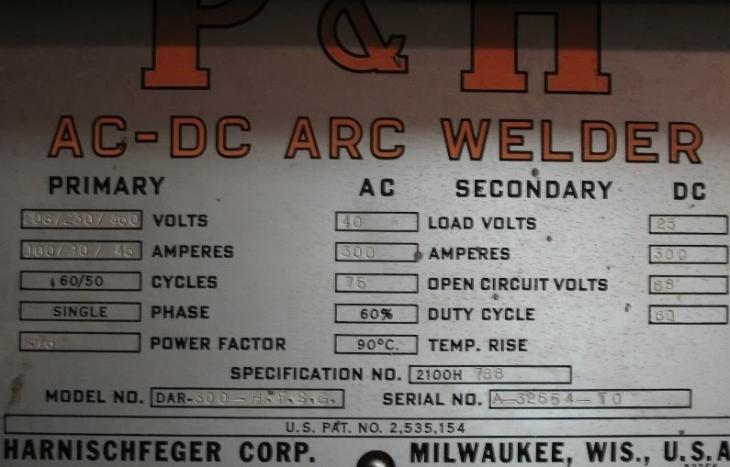 P & H
AC-DC ARC WELDER
PRIMARY AC SECONDARY DC
208/230/460 VOLTS 40 LOAD VOLTS 25
100/90/45 AMPERES 300 AMPERES 300
60/50 CYCLES 75 OPEN CIRCUIT VOLTS 68
SINGLE PHASE 60% DUTY CYCLE 60
POWER FACTOR 90°C. TEMP. RISE
SPECIFICATION NO. 2100H 788
MODEL NO. DAR-300-H.F.S.G. SERIAL NO. A-32554-TO
U.S. PAT. NO. 2,535,154
HARNISCHFEGER CORP. MILWAUKEE, WIS., U.S.A